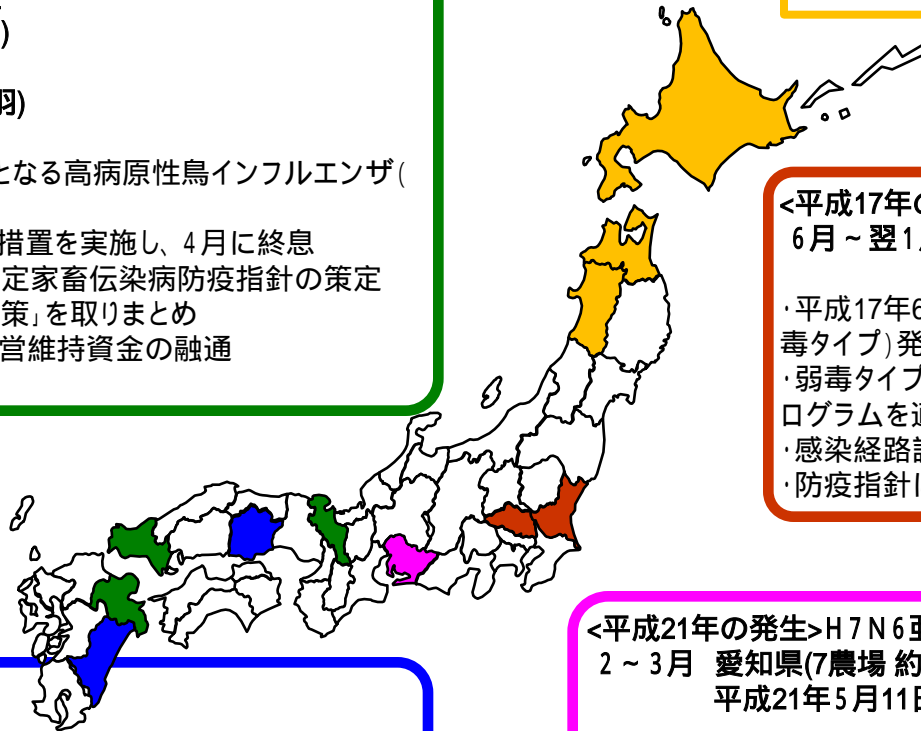 )
羽)
となる高病原性鳥インフルエンザ(
措置を実施し、4月に終息
定家畜伝染病防疫指針の策定
策」を取りまとめ
営維持資金の融通
<平成17年の
6月~翌1月
・平成17年6
毒タイプ)発
・弱毒タイプ
ログラムを
・感染経路
・防疫指針
<平成21年の発生>H7N6亜
2~3月 愛知県(7農場 約
平成21年5月11日